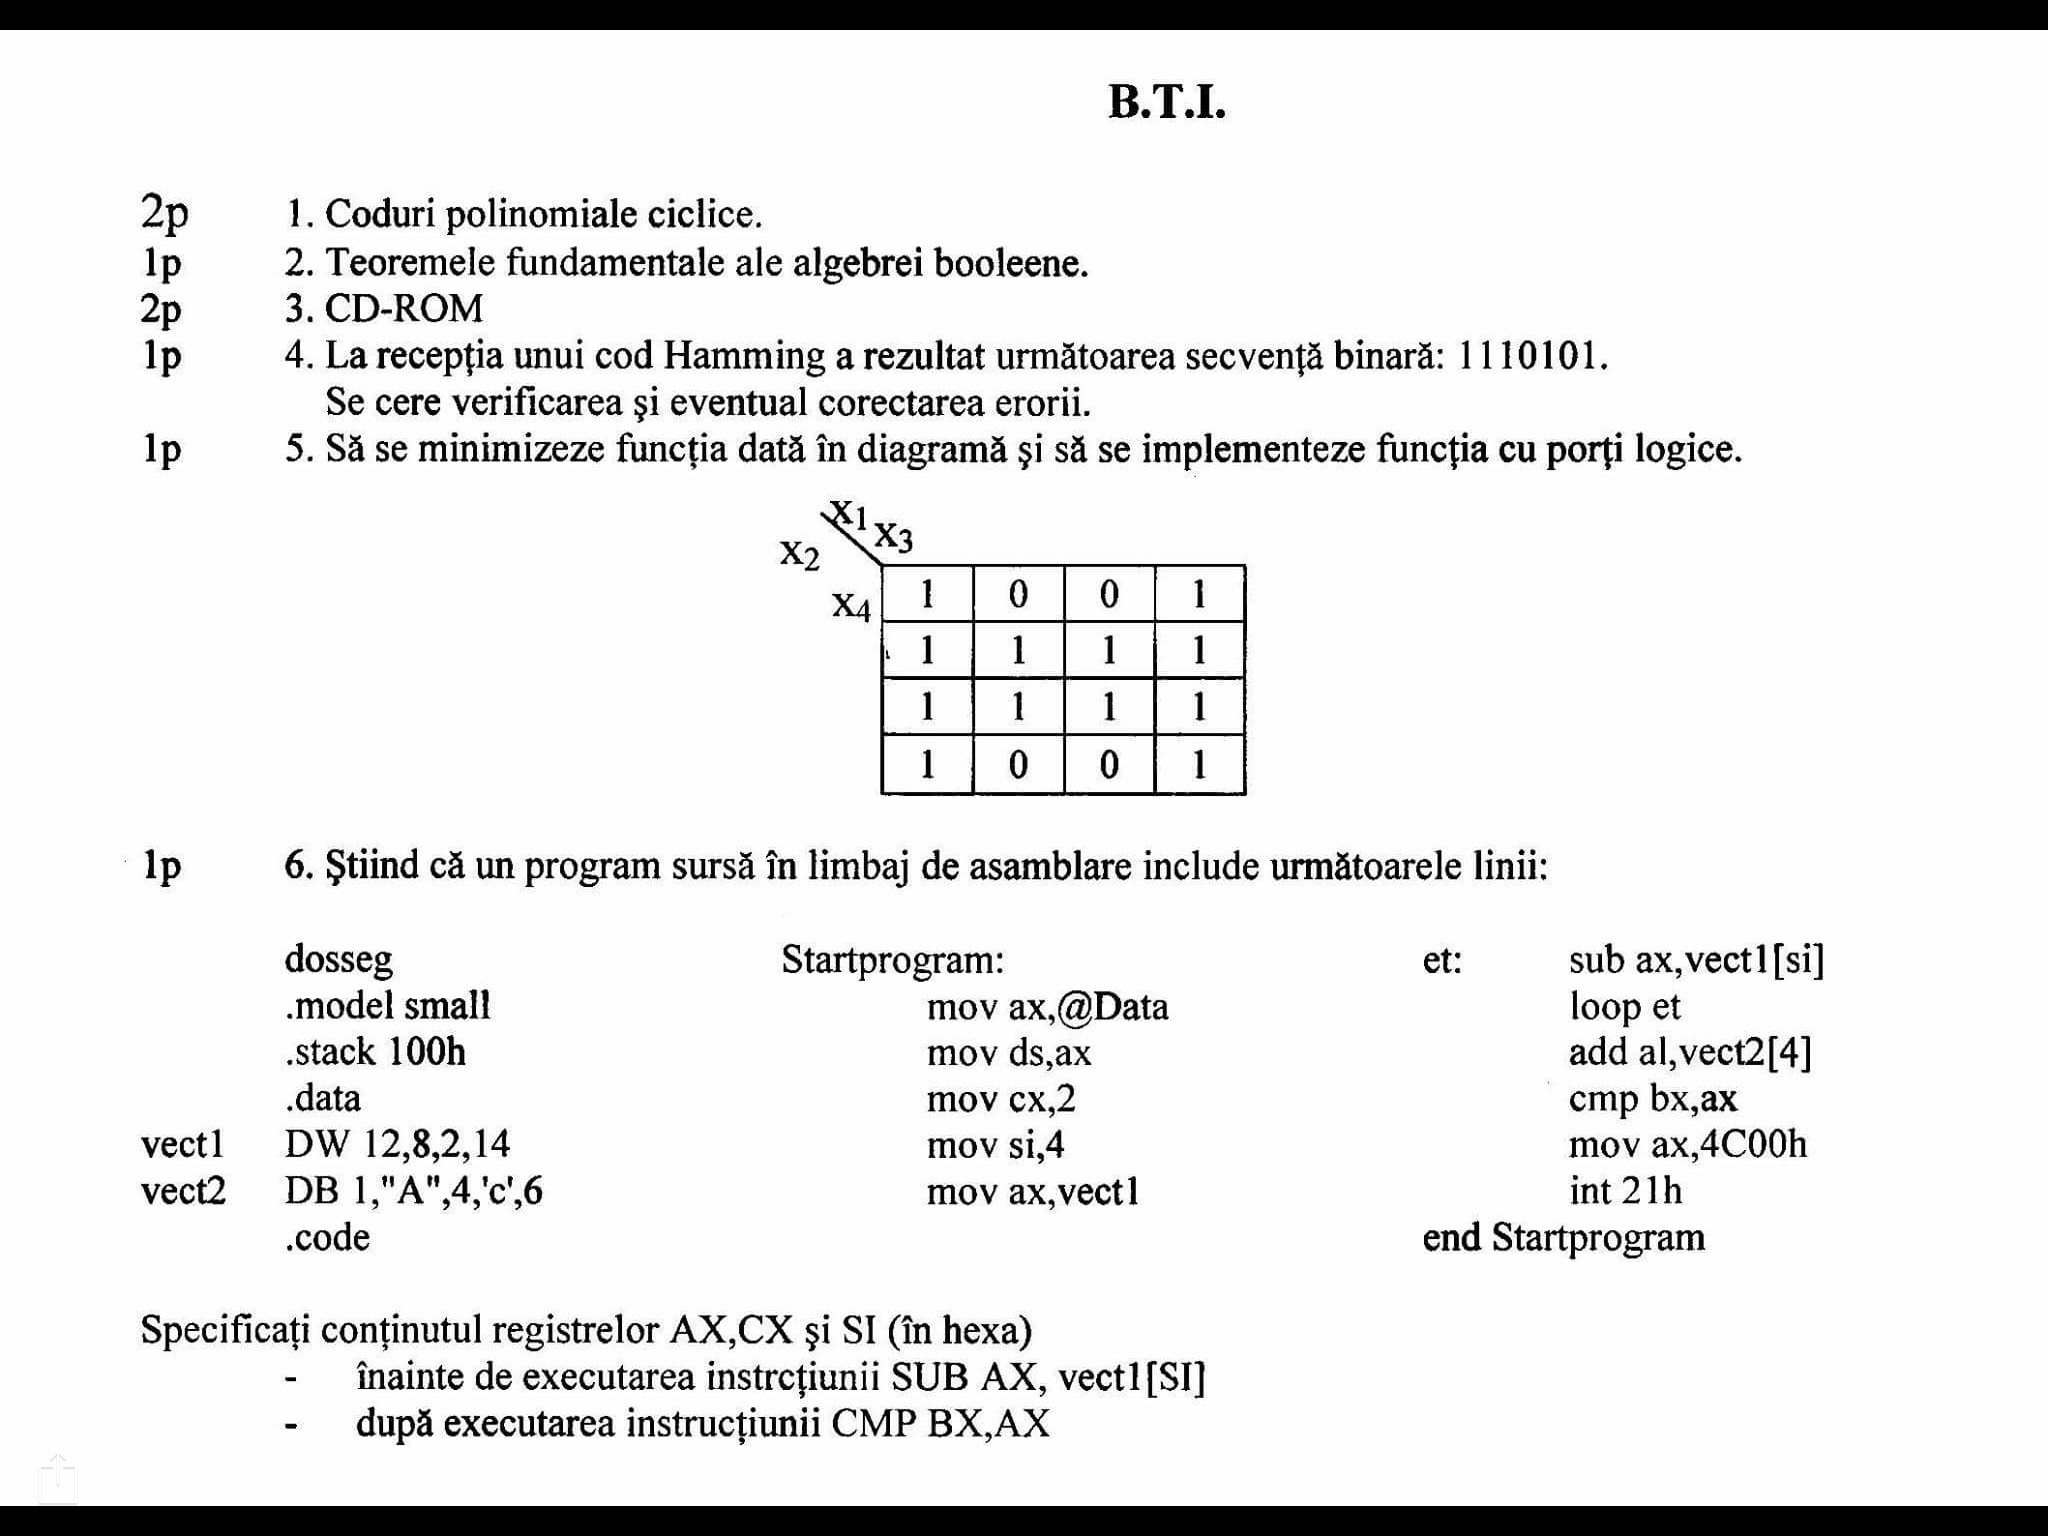 B.T.I.
2p 1. Coduri polinomiale ciclice.
1p 2. Teoremele fundamentale ale algebrei booleene.
2p 3. CD-ROM
1p 4. La recepţia unui cod Hamming a rezultat următoarea secvenţă binară: 1110101.
Se cere verificarea şi eventual corectarea erorii.
1p 5. Să se minimizeze funcţia dată în diagramă şi să se implementeze funcţia cu porţi logice.
X1
X2 X3
X4 1 0 0 1
1 1 1 1
1 1 1 1
1 0 0 1
1p 6. Ştiind că un program sursă în limbaj de asamblare include următoarele linii:
dosseg Startprogram: et: sub ax,vect1[si]
.model small mov ax,@Data loop et
.stack 100h mov ds,ax add al,vect2[4]
.data mov cx,2 cmp bx,ax
vect1 DW 12,8,2,14 mov si,4 mov ax,4C00h
vect2 DB 1,"A",4,'c',6 mov ax,vect1 int 21h
.code end Startprogram
Specificaţi conţinutul registrelor AX,CX şi SI (în hexa)
- înainte de executarea instrcţiunii SUB AX, vect1[SI]
- după executarea instrucţiunii CMP BX,AX